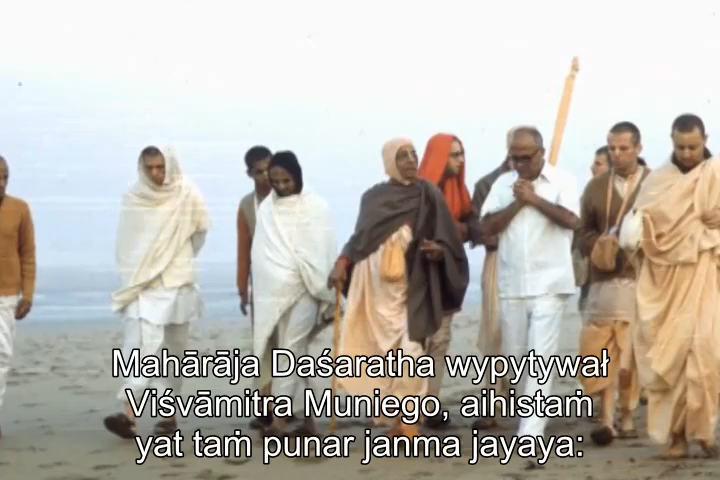 Mahārāja Daśaratha wypytywał
Viśvāmitra Muniego, aihistaṁ
yat taṁ punar janma jayaya: